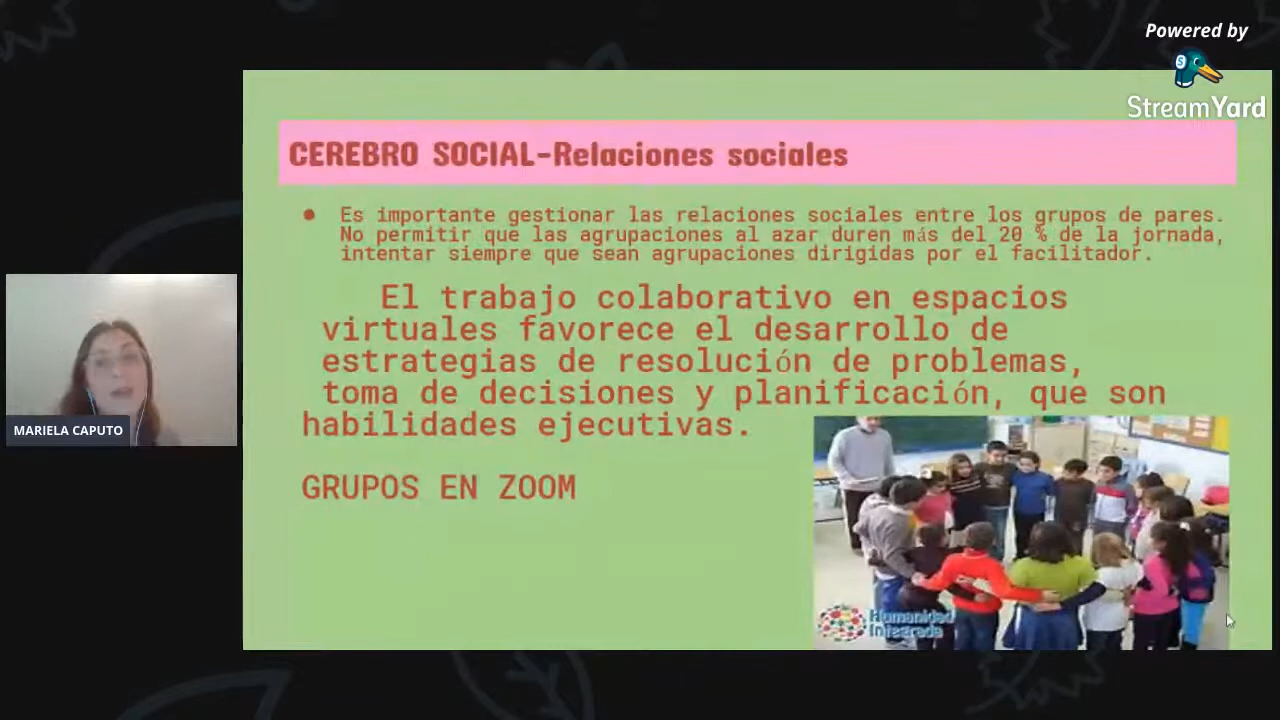 Powered by
StreamYard
CEREBRO SOCIAL-Relaciones sociales
● Es importante gestionar las relaciones sociales entre los grupos de pares.
No permitir que las agrupaciones al azar duren más del 20 % de la jornada,
intentar siempre que sean agrupaciones dirigidas por el facilitador.
El trabajo colaborativo en espacios
virtuales favorece el desarrollo de
estrategias de resolución de problemas,
toma de decisiones y planificación, que son
habilidades ejecutivas.
GRUPOS EN ZOOM
MARIELA CAPUTO
Humanidad
Integrada